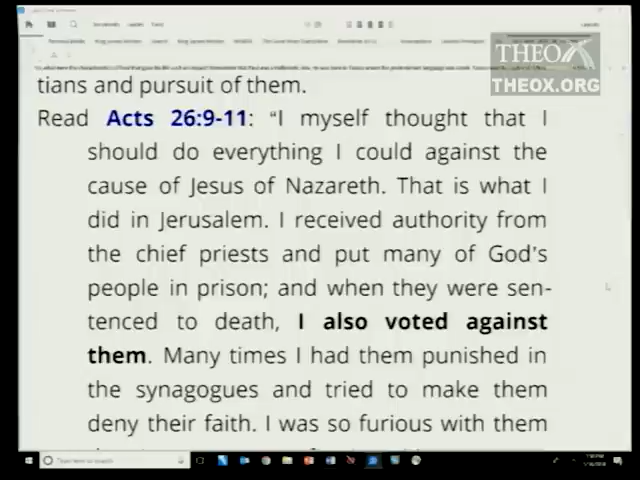 THEOX
THEOX.ORG
tians and pursuit of them.
Read Acts 26:9-11: "I myself thought that I
should do everything I could against the
cause of Jesus of Nazareth. That is what I
did in Jerusalem. I received authority from
the chief priests and put many of God's
people in prison; and when they were sen-
tenced to death, I also voted against
them. Many times I had them punished in
the synagogues and tried to make them
deny their faith. I was so furious with them